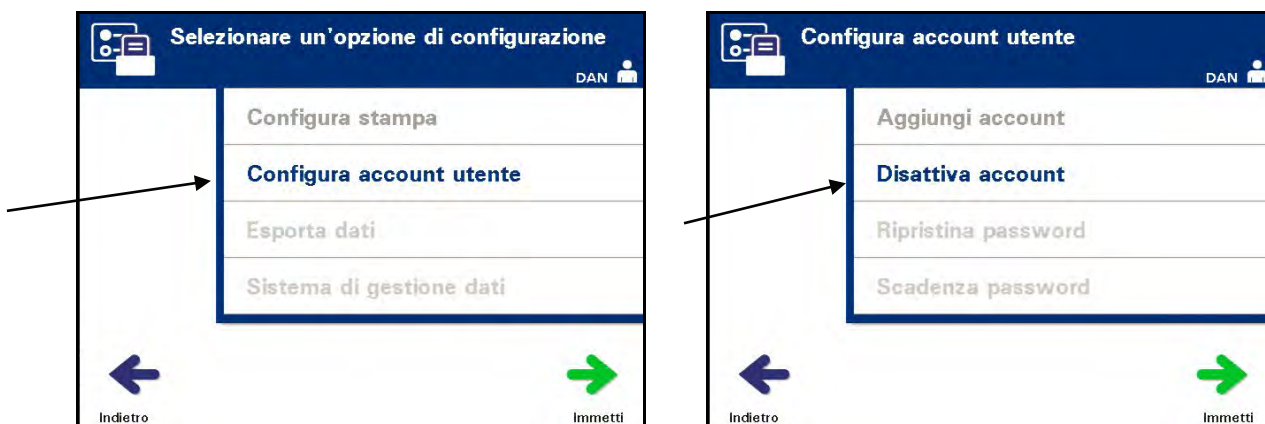 Selezionare un'opzione di configurazione
DAN
Configura stampa
Configura account utente
Esporta dati
Sistema di gestione dati
Indietro
Immetti
Configura account utente
DAN
Aggiungi account
Disattiva account
Ripristina password
Scadenza password
Indietro
Immetti